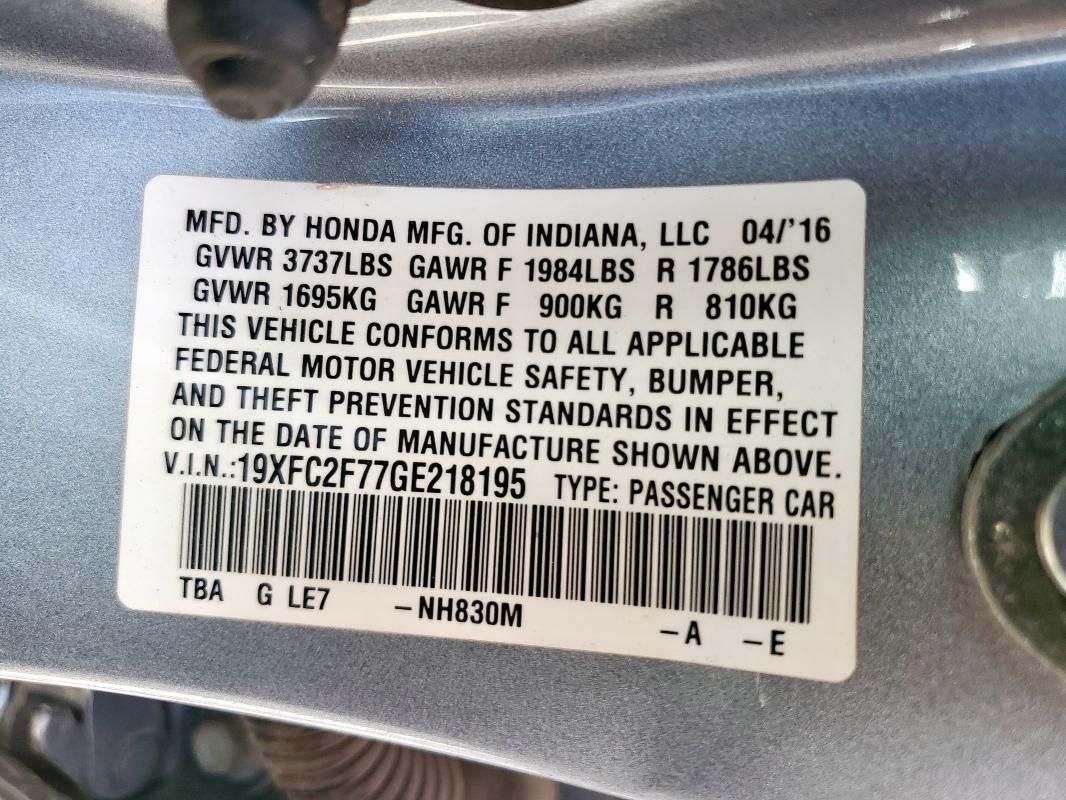 MFD. BY HONDA MFG. OF INDIANA, LLC 04/'16
GVWR 3737LBS GAWR F 1984LBS R 1786LBS
GVWR 1695KG GAWR F 900KG R 810KG
THIS VEHICLE CONFORMS TO ALL APPLICABLE
FEDERAL MOTOR VEHICLE SAFETY, BUMPER,
AND THEFT PREVENTION STANDARDS IN EFFECT
ON THE DATE OF MANUFACTURE SHOWN ABOVE.
V.I.N.:19XFC2F77GE218195 TYPE: PASSENGER CAR
TBA G LE7 –NH830M –A –E